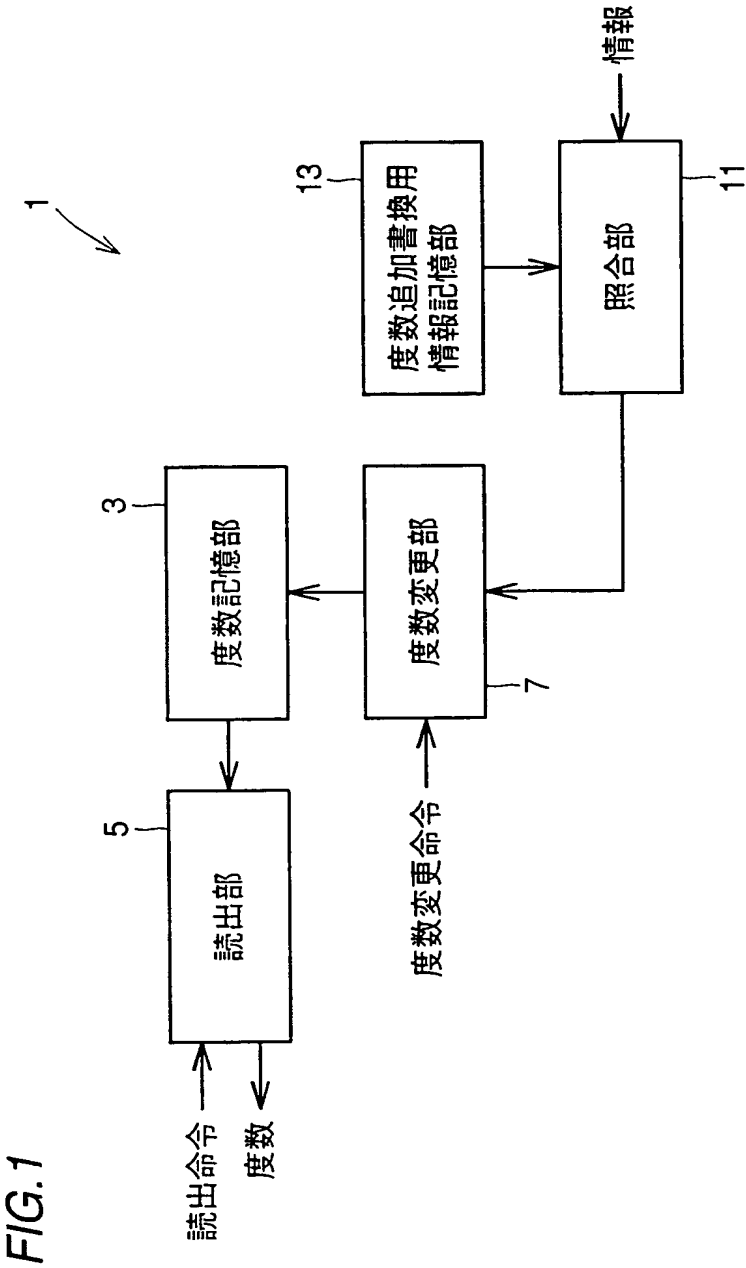 FIG.1
1
読出命令
度数
5
読出部
3
度数記憶部
度数変更命令
度数変更部
7
13
度数追加書換用
情報記憶部
照合部
11
情報